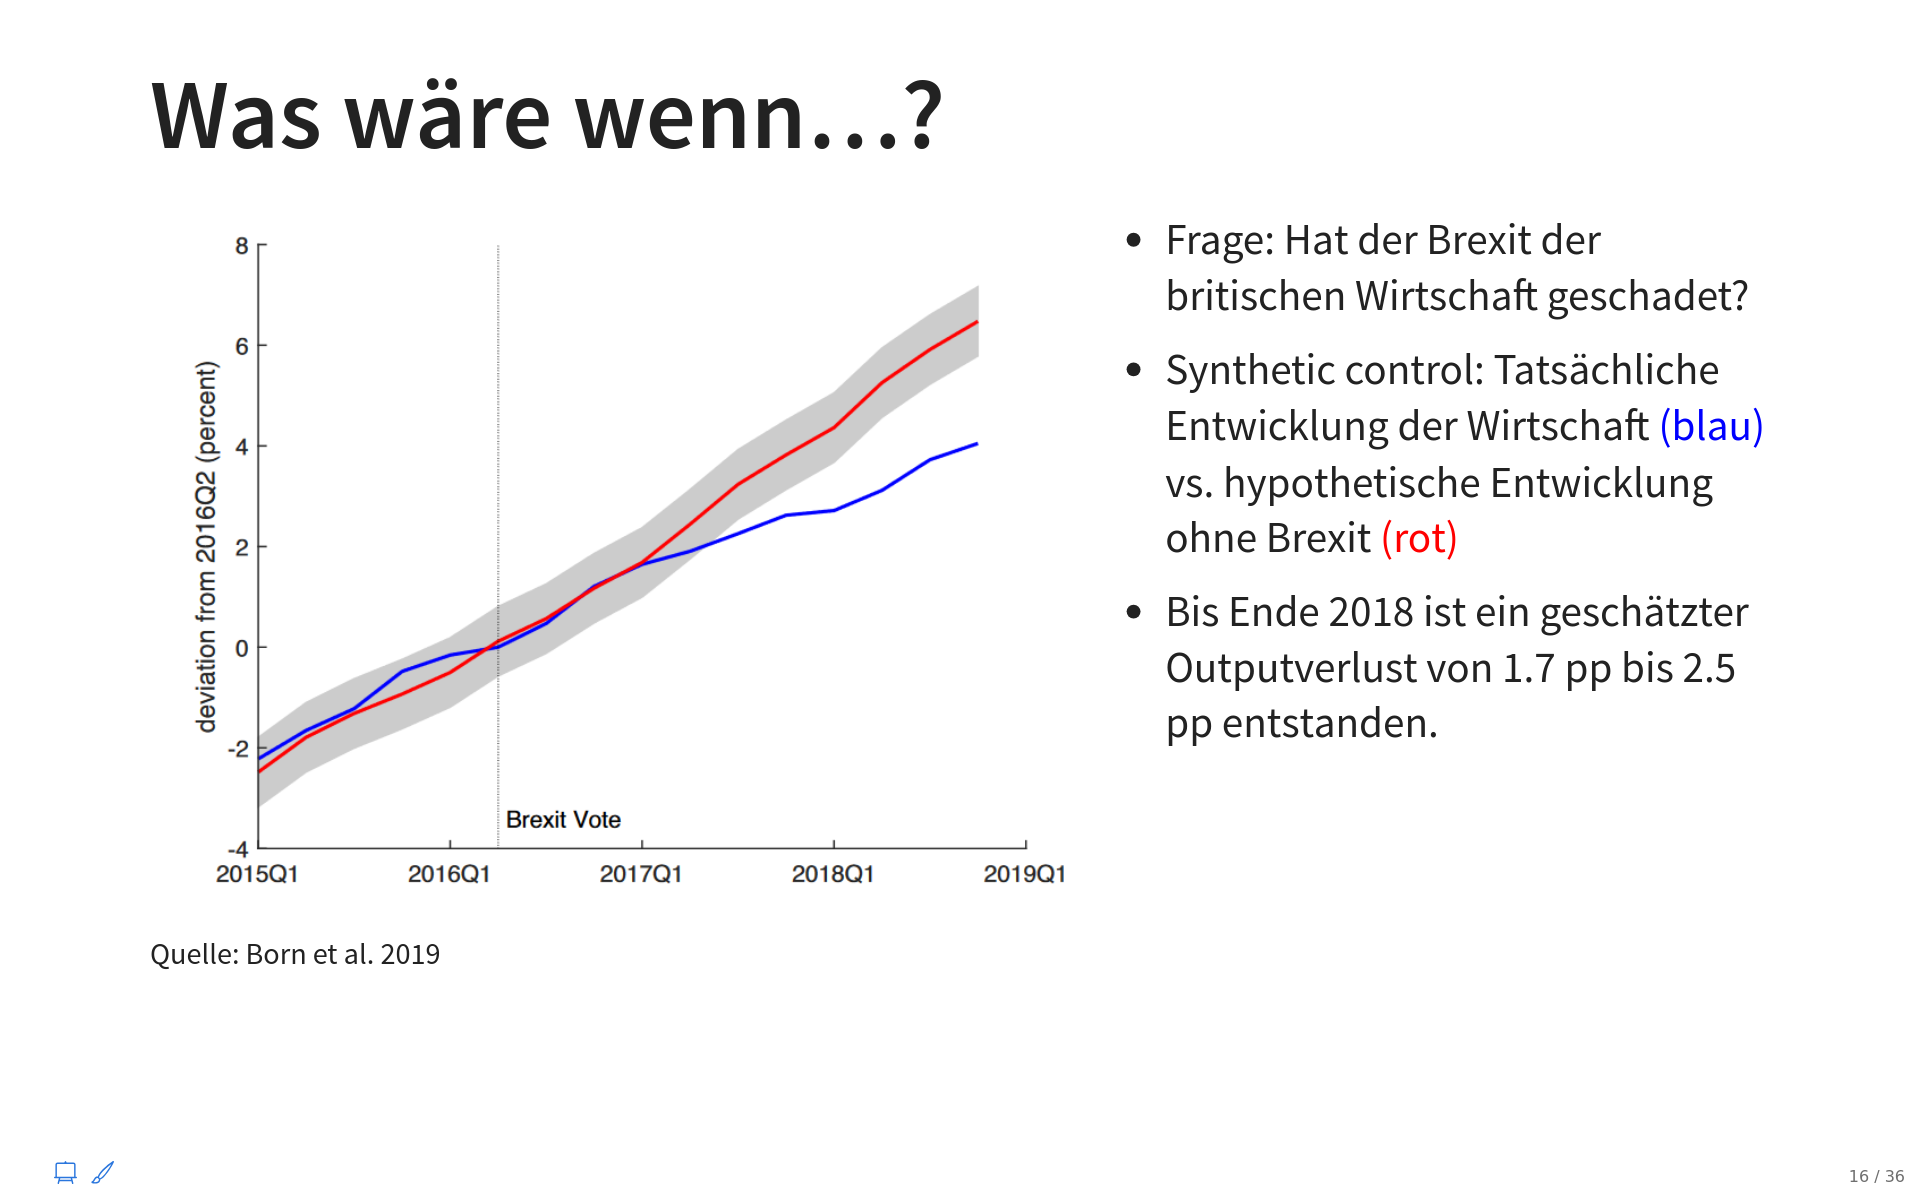 Was wäre wenn…?
8
6
4
2
0
-2
-4
deviation from 2016Q2 (percent)
Brexit Vote
2015Q1 2016Q1 2017Q1 2018Q1 2019Q1
Quelle: Born et al. 2019
• Frage: Hat der Brexit der
britischen Wirtschaft geschadet?
• Synthetic control: Tatsächliche
Entwicklung der Wirtschaft (blau)
vs. hypothetische Entwicklung
ohne Brexit (rot)
• Bis Ende 2018 ist ein geschätzter
Outputverlust von 1.7 pp bis 2.5
pp entstanden.
16 / 36